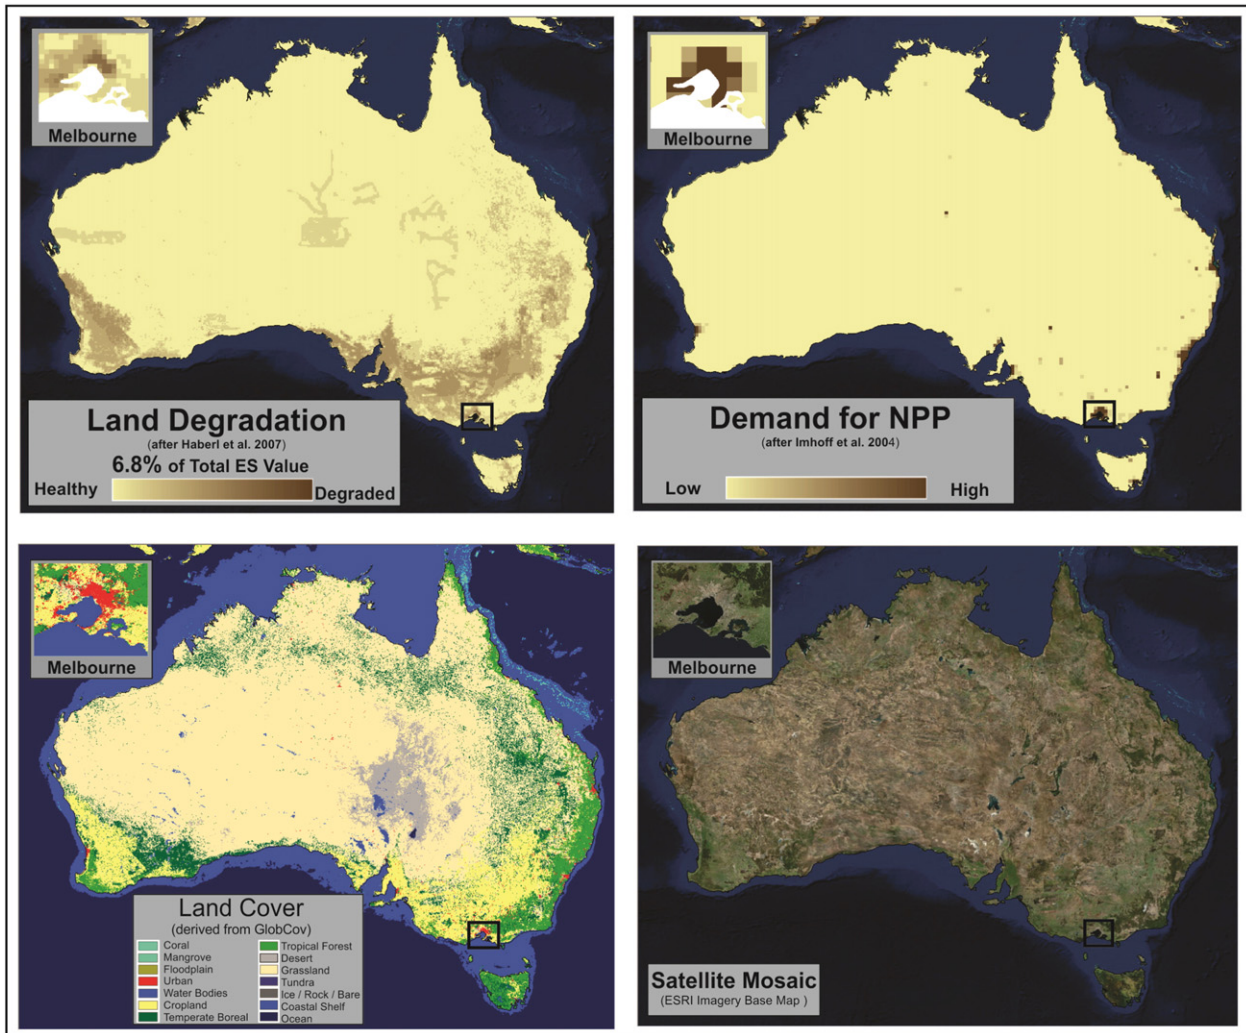 Melbourne
Land Degradation
(after Haberl et al. 2007)
6.8% of Total ES Value
Healthy
Degraded
Melbourne
Demand for NPP
(after Imhoff et al. 2004)
Low
High
Melbourne
Land Cover
(derived from GlobCov)
Coral
Mangrove
Floodplain
Urban
Water Bodies
Cropland
Temperate Boreal
Tropical Forest
Desert
Grassland
Tundra
Ice / Rock / Bare
Coastal Shelf
Ocean
Melbourne
Satellite Mosaic
(ESRI Imagery Base Map )